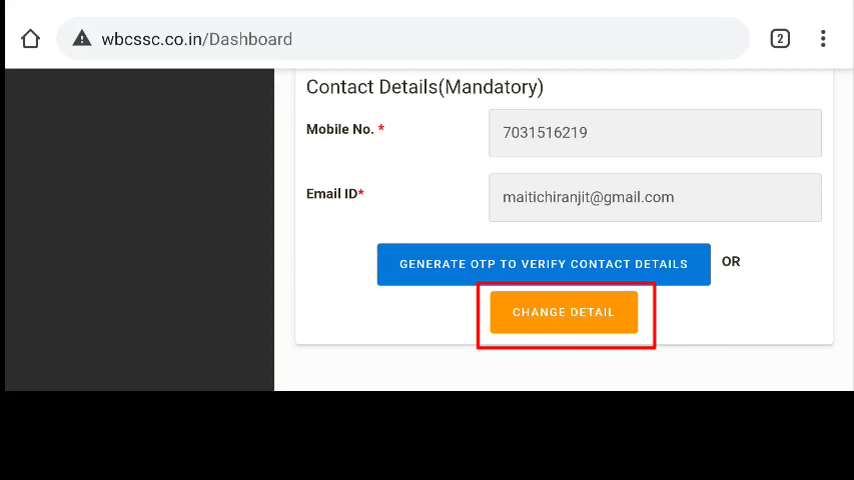 wbcssc.co.in/Dashboard
2
Contact Details(Mandatory)
Mobile No. *
7031516219
Email ID*
maitichiranjit@gmail.com
GENERATE OTP TO VERIFY CONTACT DETAILS
OR
CHANGE DETAIL